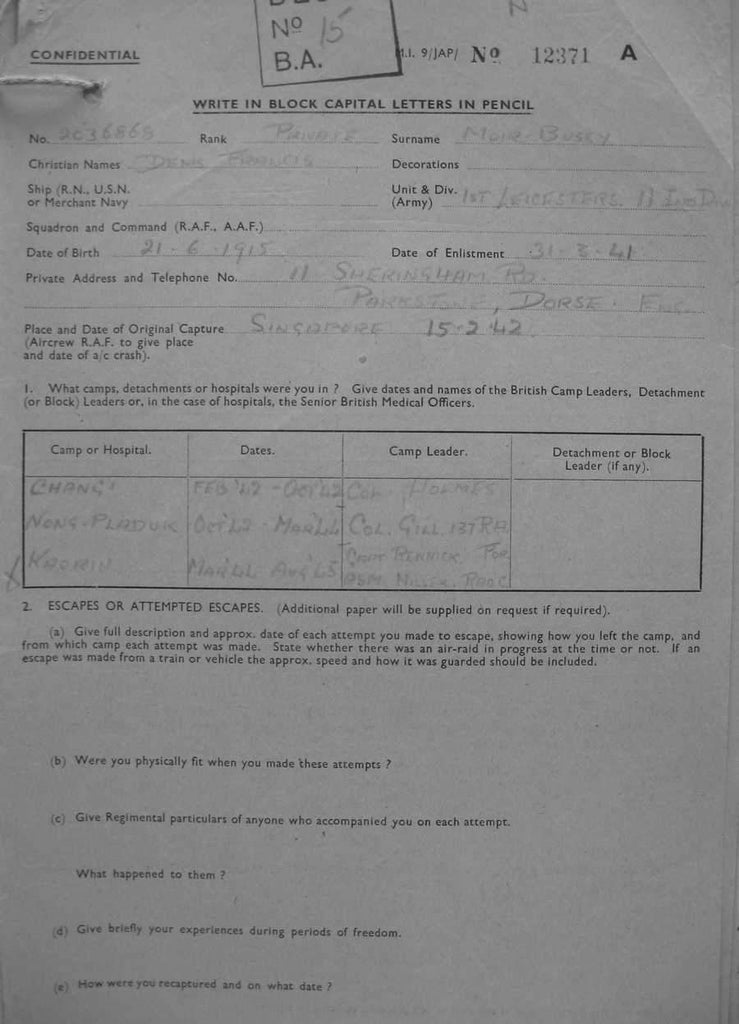 Nº 15
B.A.
CONFIDENTIAL
M.I. 9/JAP/ Nº 12371 A
WRITE IN BLOCK CAPITAL LETTERS IN PENCIL
No. 2036868 Rank PRIVATE Surname MOIR-BUSKY
Christian Names DENIS FRANCIS Decorations
Ship (R.N., U.S.N. Unit & Div. 1ST LEICESTERS. 11 IND DIV
or Merchant Navy (Army)
Squadron and Command (R.A.F., A.A.F.)
Date of Birth 21-6-1915 Date of Enlistment 31-3-41
Private Address and Telephone No. 11 SHERINGHAM RD.
PARKSTONE, DORSE. ENG.
Place and Date of Original Capture SINGAPORE 15-2-42
(Aircrew R.A.F. to give place
and date of a/c crash).
1. What camps, detachments or hospitals were you in ? Give dates and names of the British Camp Leaders, Detachment
(or Block) Leaders or, in the case of hospitals, the Senior British Medical Officers.
Camp or Hospital. Dates. Camp Leader. Detachment or Block
Leader (if any).
CHANGI FEB '42 - OCT 42 COL. HOLMES
NONG-PLADUK OCT 42 - MAR 44 COL. GILL. 137 RA.
MAR 44 AUG 45 CAPT
2. ESCAPES OR ATTEMPTED ESCAPES. (Additional paper will be supplied on request if required).
(a) Give full description and approx. date of each attempt you made to escape, showing how you left the camp, and
from which camp each attempt was made. State whether there was an air-raid in progress at the time or not. If an
escape was made from a train or vehicle the approx. speed and how it was guarded should be included.
(b) Were you physically fit when you made these attempts ?
(c) Give Regimental particulars of anyone who accompanied you on each attempt.
What happened to them ?
(d) Give briefly your experiences during periods of freedom.
(e) How were you recaptured and on what date ?